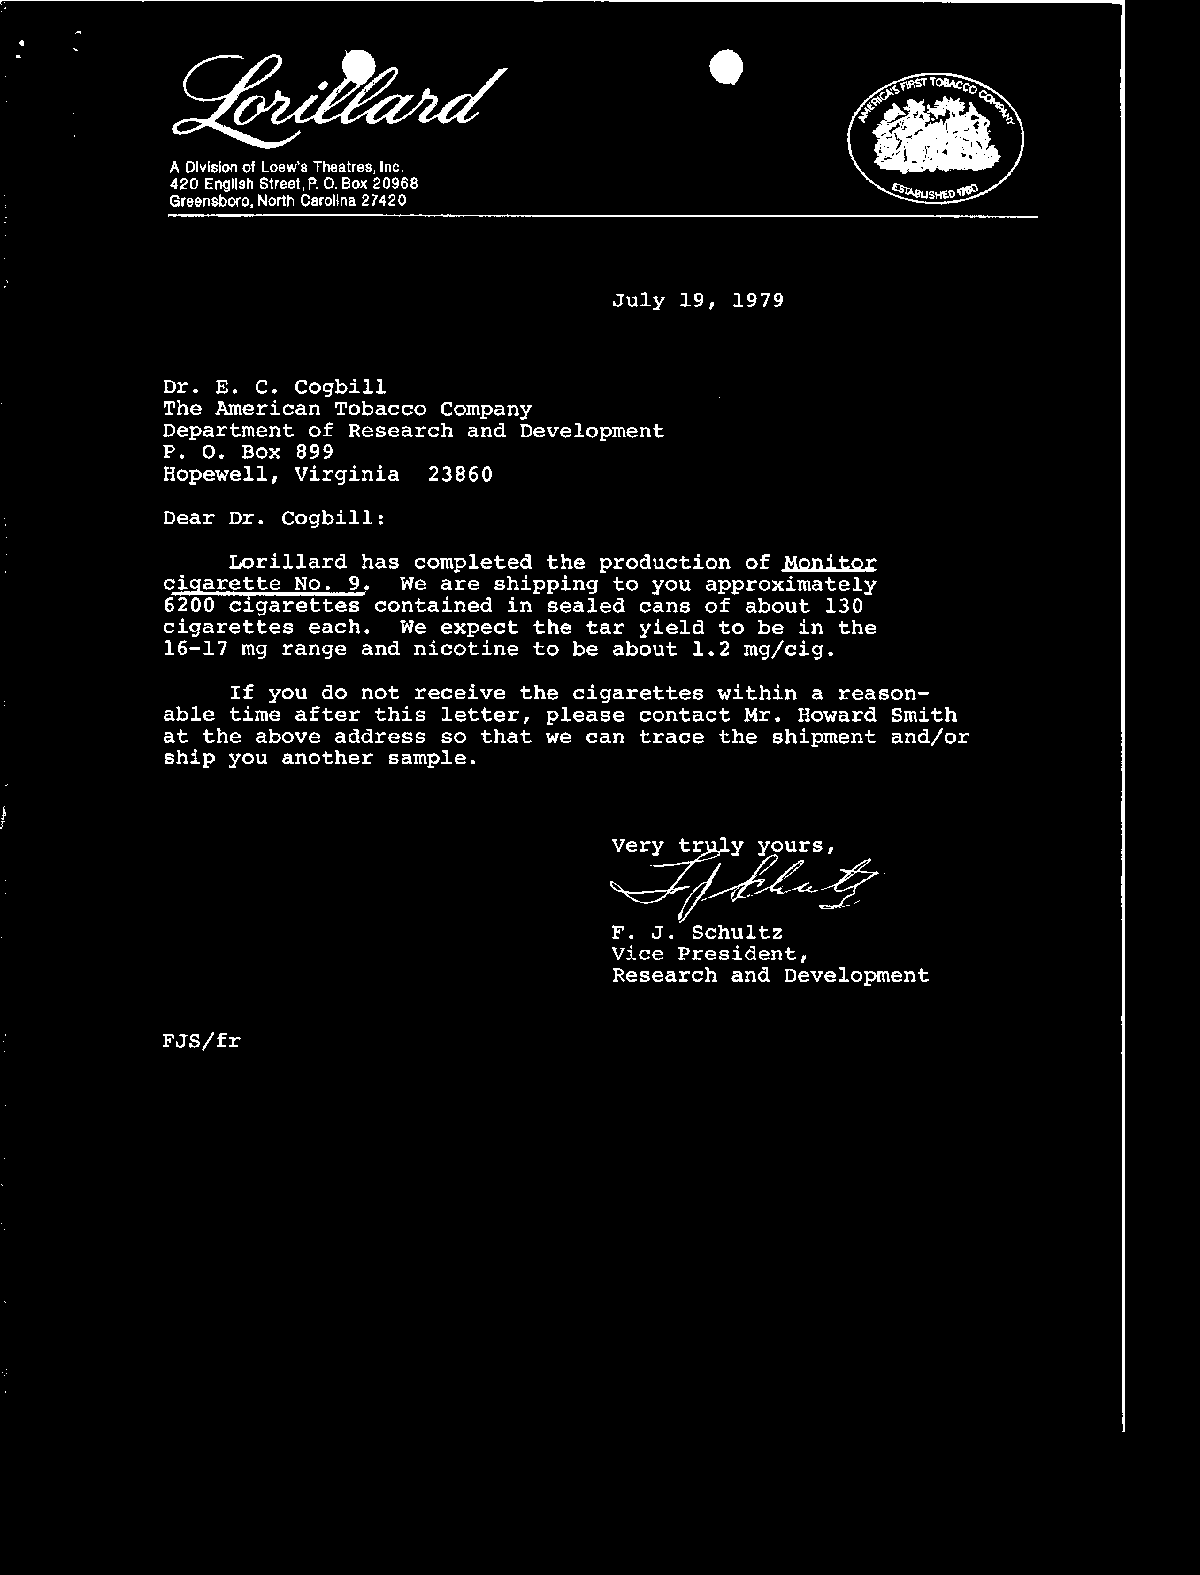 Lorillard
AMERICA'S FIRST TOBACCO COMPANY
ESTABLISHED 1760
A Division of Loew's Theatres, Inc.
420 English Street, P. O. Box 20968
Greensboro, North Carolina 27420
July 19, 1979
Dr. E. C. Cogbill
The American Tobacco Company
Department of Research and Development
P. O. Box 899
Hopewell, Virginia 23860
Dear Dr. Cogbill:
Lorillard has completed the production of Monitor
cigarette No. 9. We are shipping to you approximately
6200 cigarettes contained in sealed cans of about 130
cigarettes each. We expect the tar yield to be in the
16-17 mg range and nicotine to be about 1.2 mg/cig.
If you do not receive the cigarettes within a reason-
able time after this letter, please contact Mr. Howard Smith
at the above address so that we can trace the shipment and/or
ship you another sample.
Very truly yours,
F J Schultz
F. J. Schultz
Vice President,
Research and Development
FJS/fr